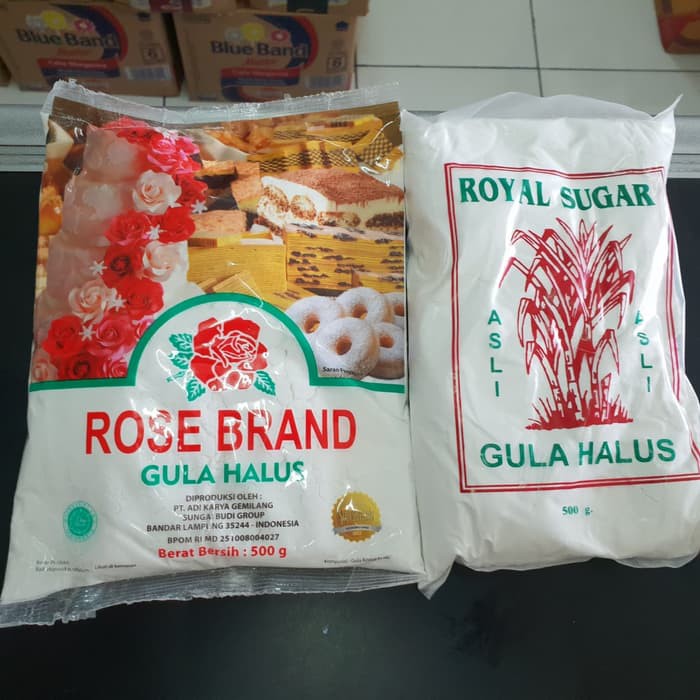 Blue Band
Blue Band
ROSE BRAND
GULA HALUS
DIPRODUKSI OLEH :
PT. ADI KARYA GEMILANG
SUNGAI BUDI GROUP
BANDAR LAMPUNG 35244 - INDONESIA
BPOM RI MD 251008004027
Berat Bersih : 500 g
Saran
ROYAL SUGAR
ASLI
ASLI
GULA HALUS
500 g.